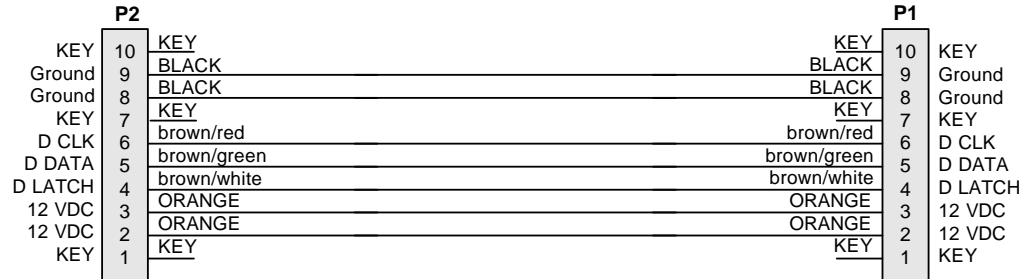 P2 P1
KEY 10 KEY KEY 10 KEY
Ground 9 BLACK BLACK 9 Ground
Ground 8 BLACK BLACK 8 Ground
KEY 7 KEY KEY 7 KEY
D CLK 6 brown/red brown/red 6 D CLK
D DATA 5 brown/green brown/green 5 D DATA
D LATCH 4 brown/white brown/white 4 D LATCH
12 VDC 3 ORANGE ORANGE 3 12 VDC
12 VDC 2 ORANGE ORANGE 2 12 VDC
KEY 1 KEY KEY 1 KEY